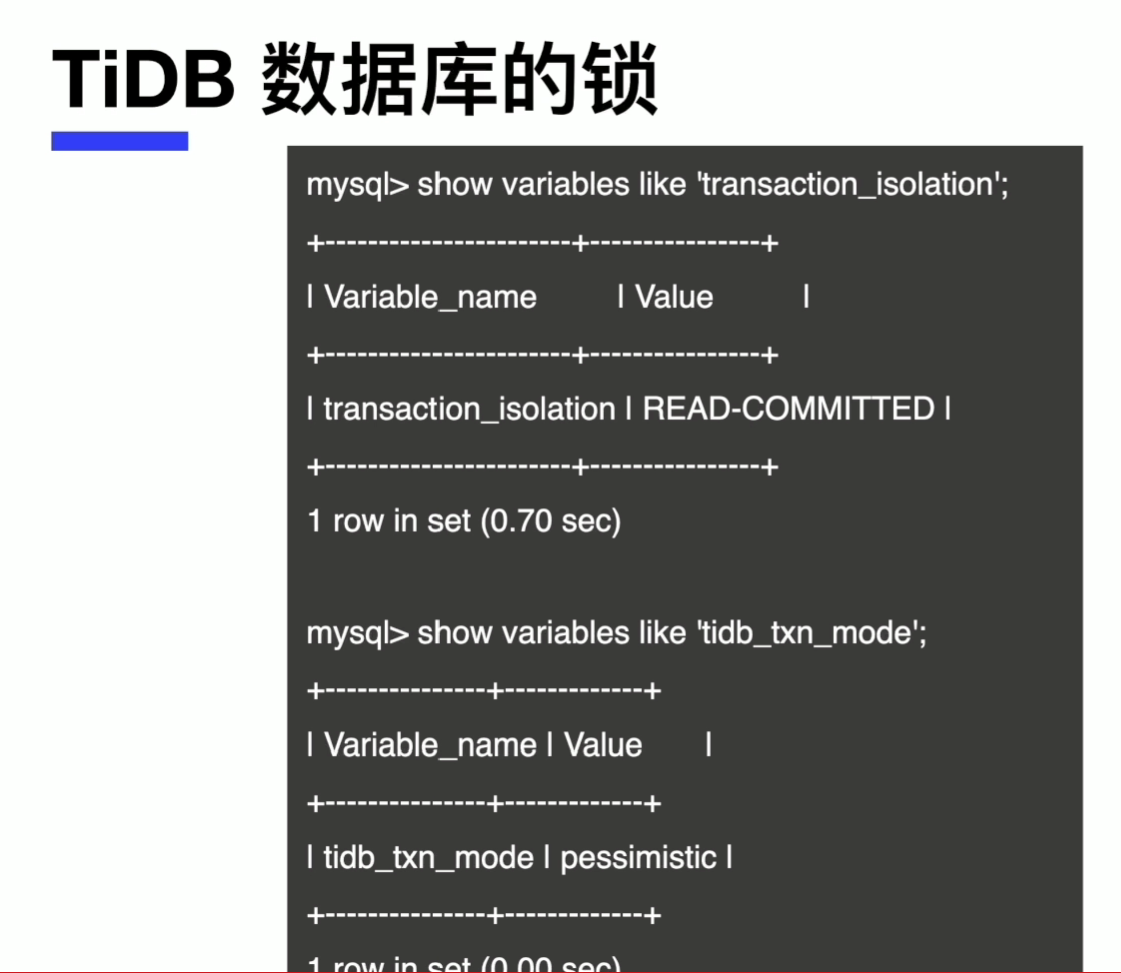 TiDB 数据库的锁
mysql> show variables like 'transaction_isolation';
+-----------------------+----------------+
| Variable_name | Value |
+-----------------------+----------------+
| transaction_isolation | READ-COMMITTED |
+-----------------------+----------------+
1 row in set (0.70 sec)
mysql> show variables like 'tidb_txn_mode';
+---------------+-------------+
| Variable_name | Value |
+---------------+-------------+
| tidb_txn_mode | pessimistic |
+---------------+-------------+
1 row in set (0.00 sec)